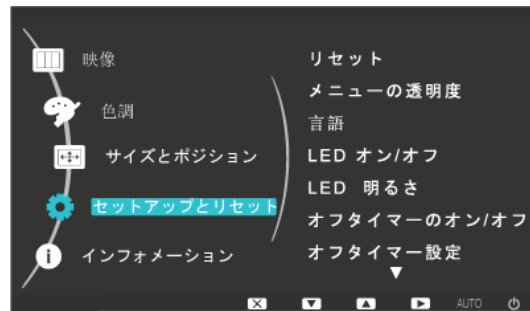 映像
色調
サイズとポジション
セットアップとリセット
インフォメーション
リセット
メニューの透明度
言語
LED オン/オフ
LED 明るさ
オフタイマーのオン/オフ
オフタイマー設定
AUTO